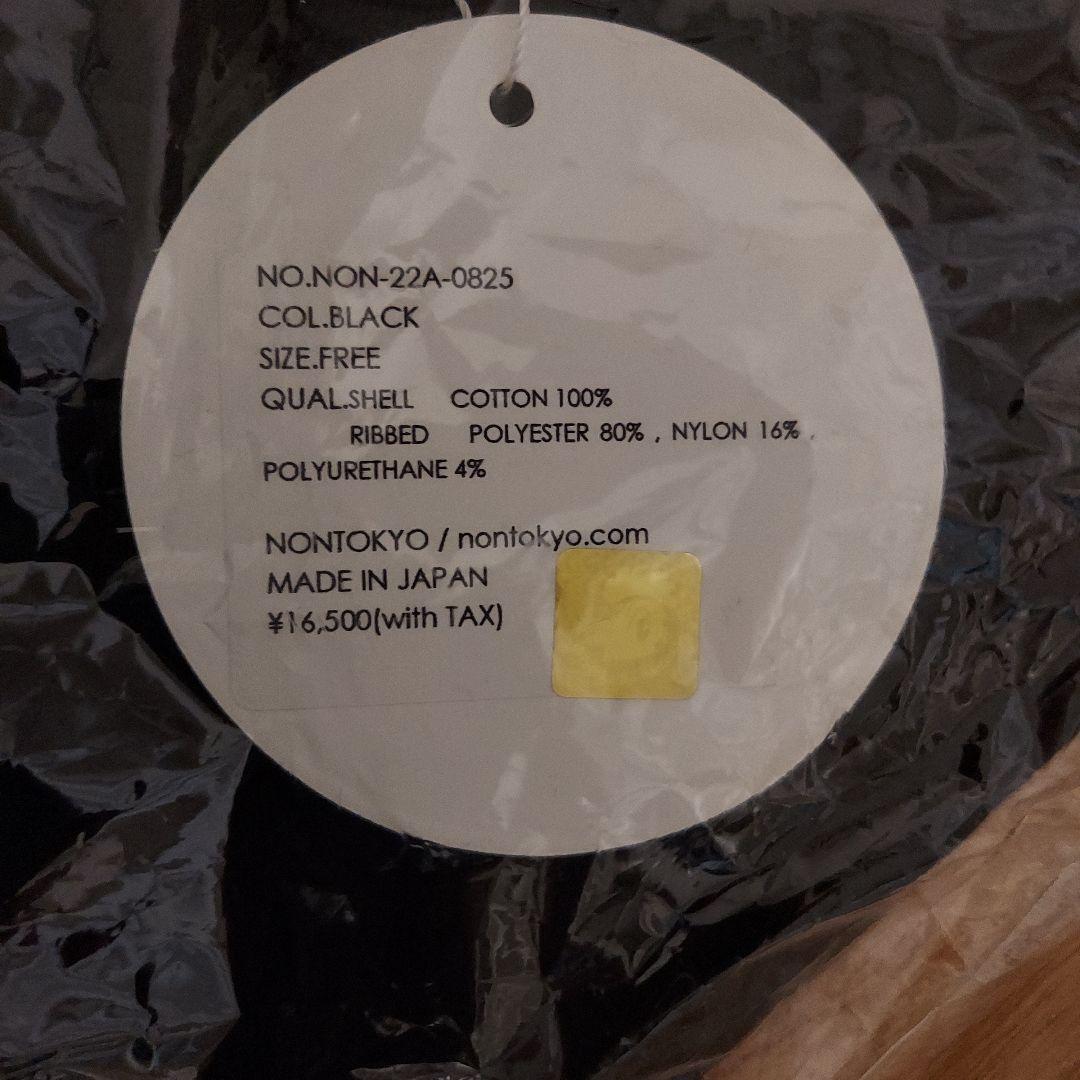 NO.NON-22A-0825
COL.BLACK
SIZE.FREE
QUAL.SHELL COTTON 100%
RIBBED POLYESTER 80% , NYLON 16% ,
POLYURETHANE 4%
NONTOKYO / nontokyo.com
MADE IN JAPAN
¥16,500(with TAX)